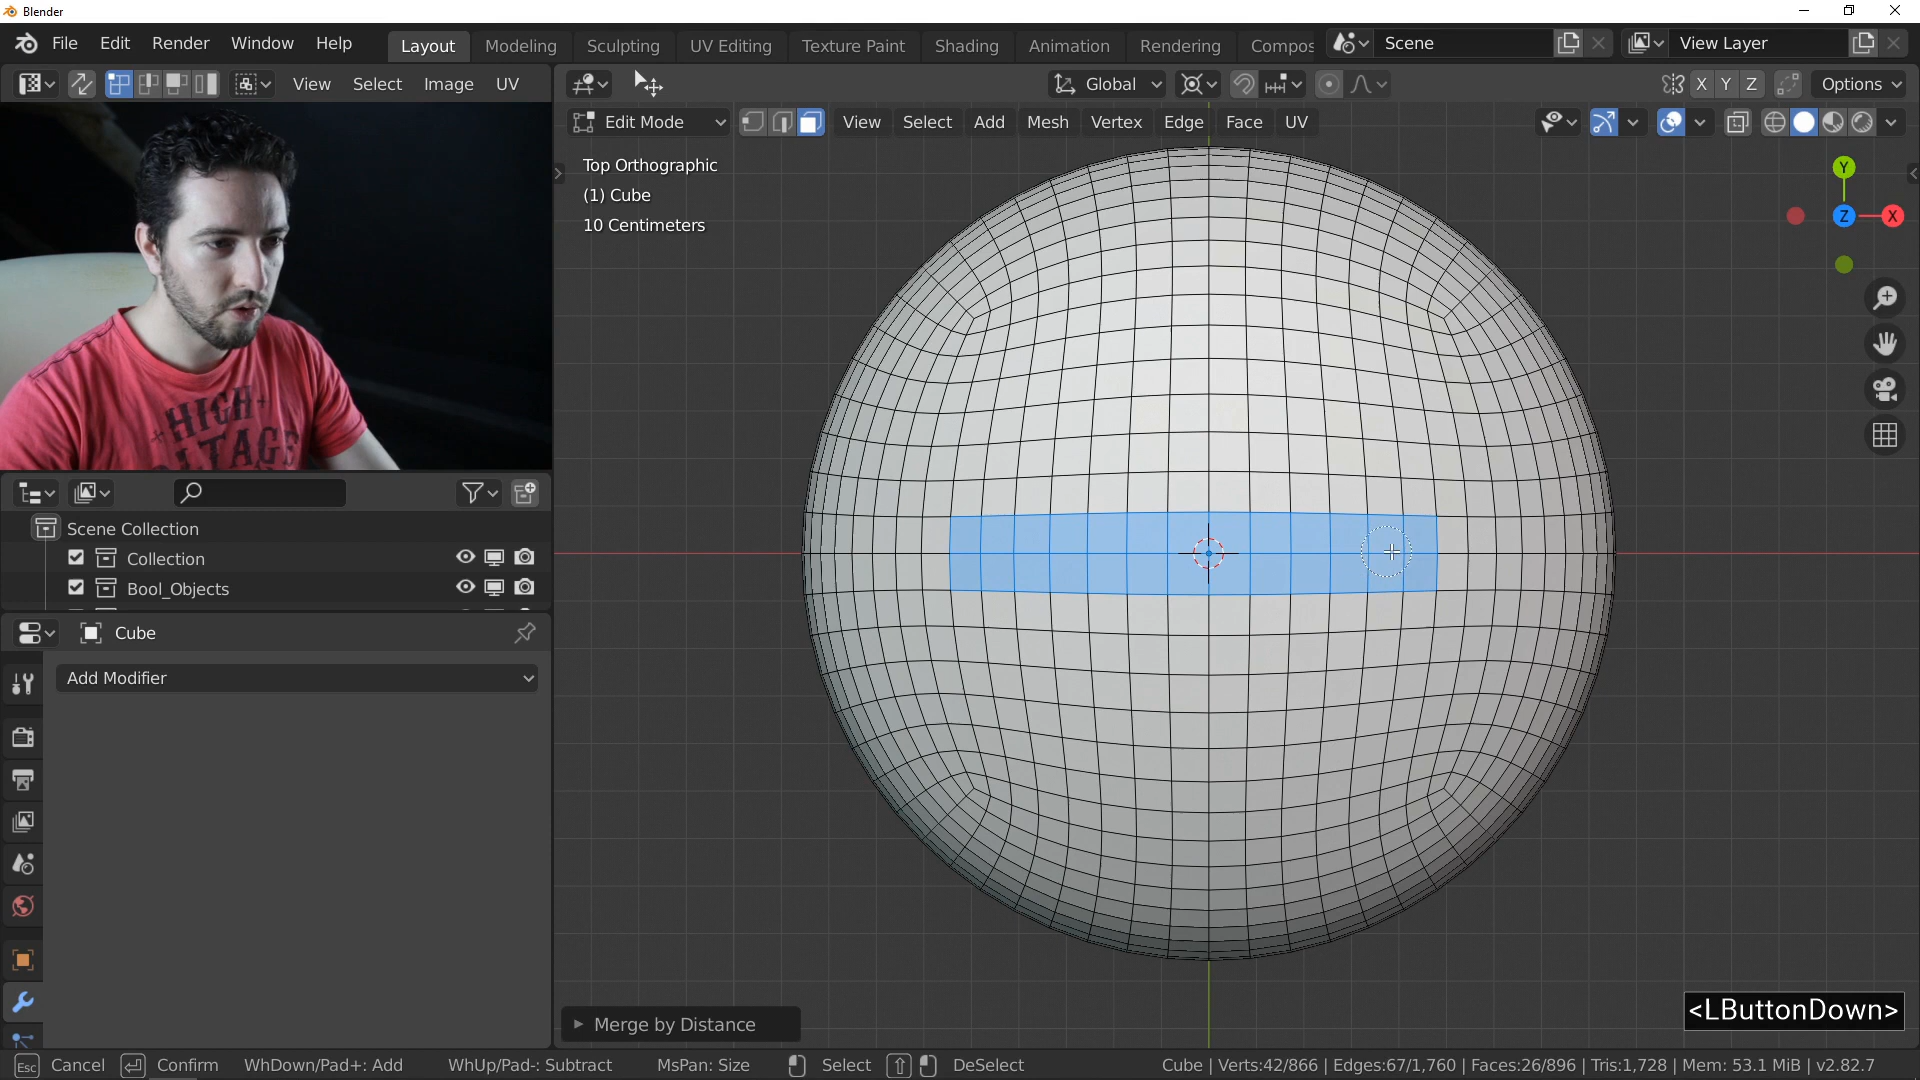 Blender
File Edit Render Window Help Layout Modeling Sculpting UV Editing Texture Paint Shading Animation Rendering Compos Scene View Layer
View Select Image UV Global X Y Z Options
Edit Mode View Select Add Mesh Vertex Edge Face UV
Top Orthographic
(1) Cube
10 Centimeters
Y
Z X
HIGH
VOLTAGE
Scene Collection
Collection
Bool_Objects
Cube
Add Modifier
Merge by Distance
<LButtonDown>
Esc Cancel Confirm WhDown/Pad+: Add WhUp/Pad-: Subtract MsPan: Size Select DeSelect Cube | Verts:42/866 | Edges:67/1,760 | Faces:26/896 | Tris:1,728 | Mem: 53.1 MiB | v2.82.7